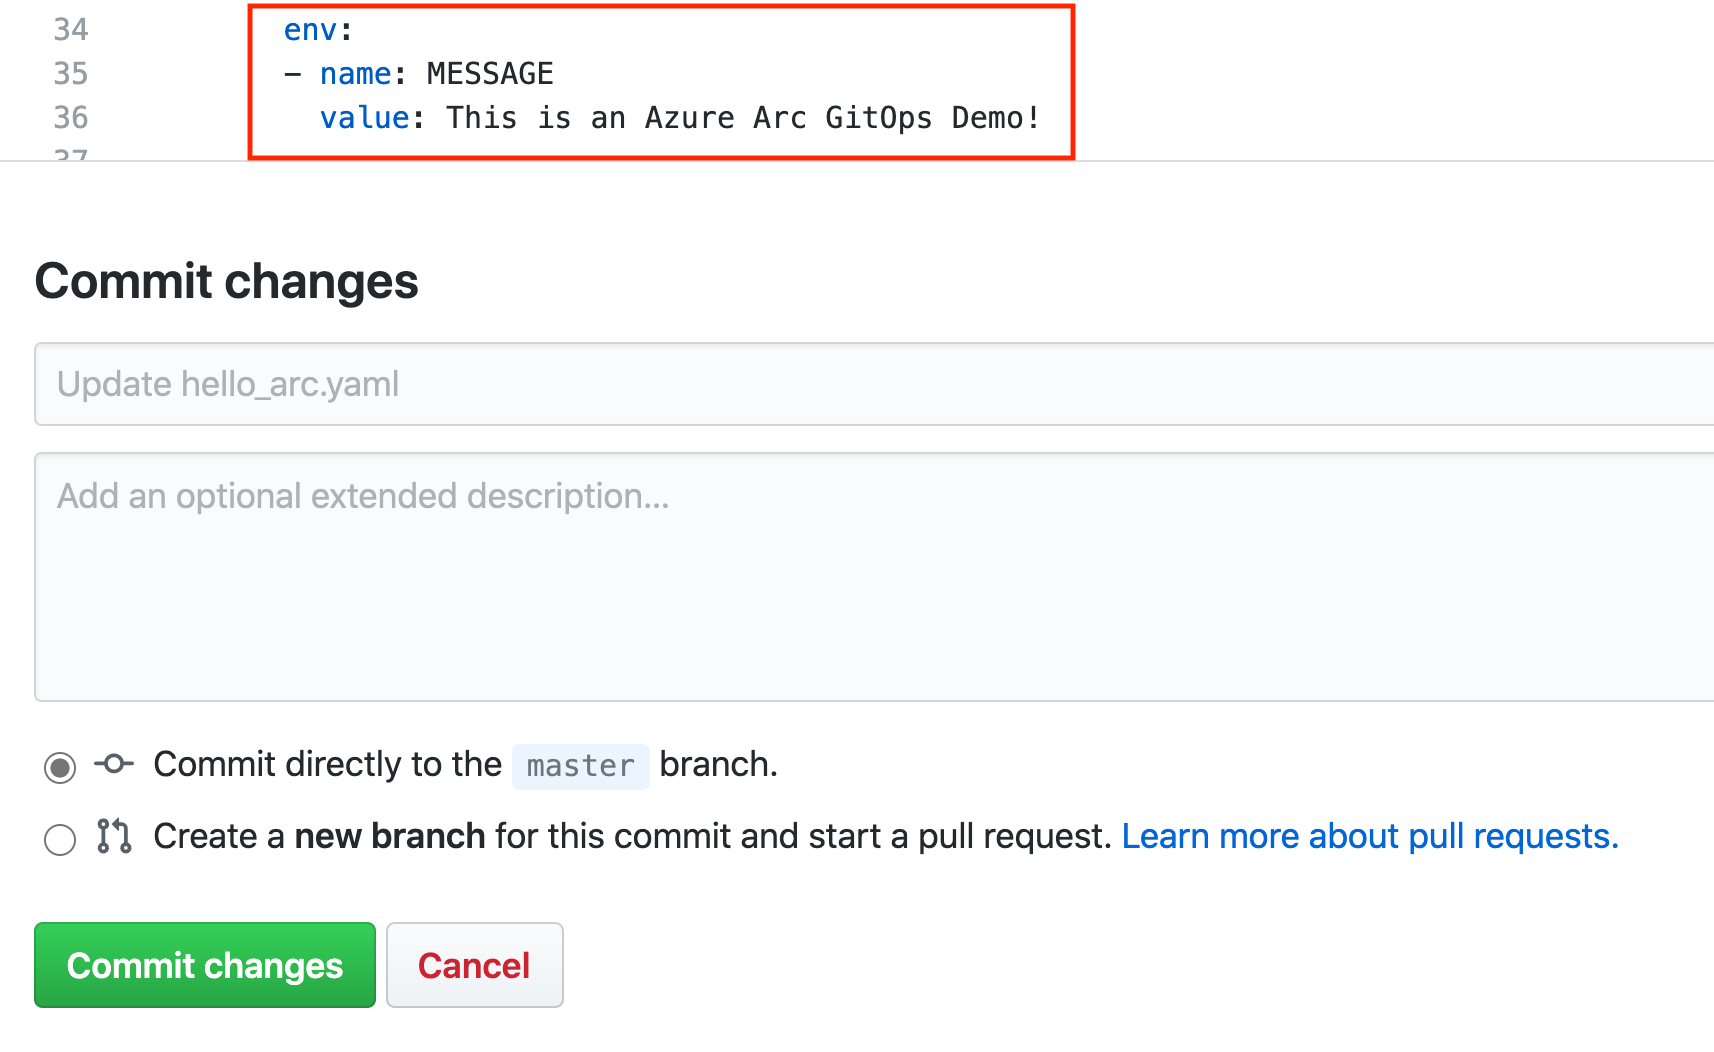 34 env:
35 - name: MESSAGE
36 value: This is an Azure Arc GitOps Demo!
37
Commit changes
Update hello_arc.yaml
Add an optional extended description...
Commit directly to the master branch.
Create a new branch for this commit and start a pull request. Learn more about pull requests.
Commit changes Cancel